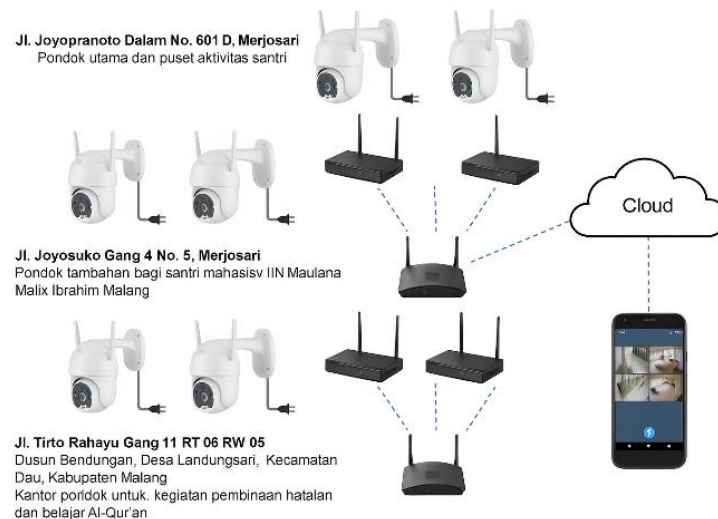 Jl. Joyopranoto Dalam No. 601 D, Merjosari
Pondok utama dan puset aktivitas santri
Jl. Joyosuko Gang 4 No. 5, Merjosari
Pondok tambahan bagi santri mahasisv IIN Maulana
Malix Ibrahim Malang
Jl. Tirto Rahayu Gang 11 RT 06 RW 05
Dusun Bendungan, Desa Landungsari, Kecamatan
Dau, Kabupaten Malang
Kantor porldok untuk. kegiatan pembinaan hatalan
dan belajar Al-Qur'an
Cloud